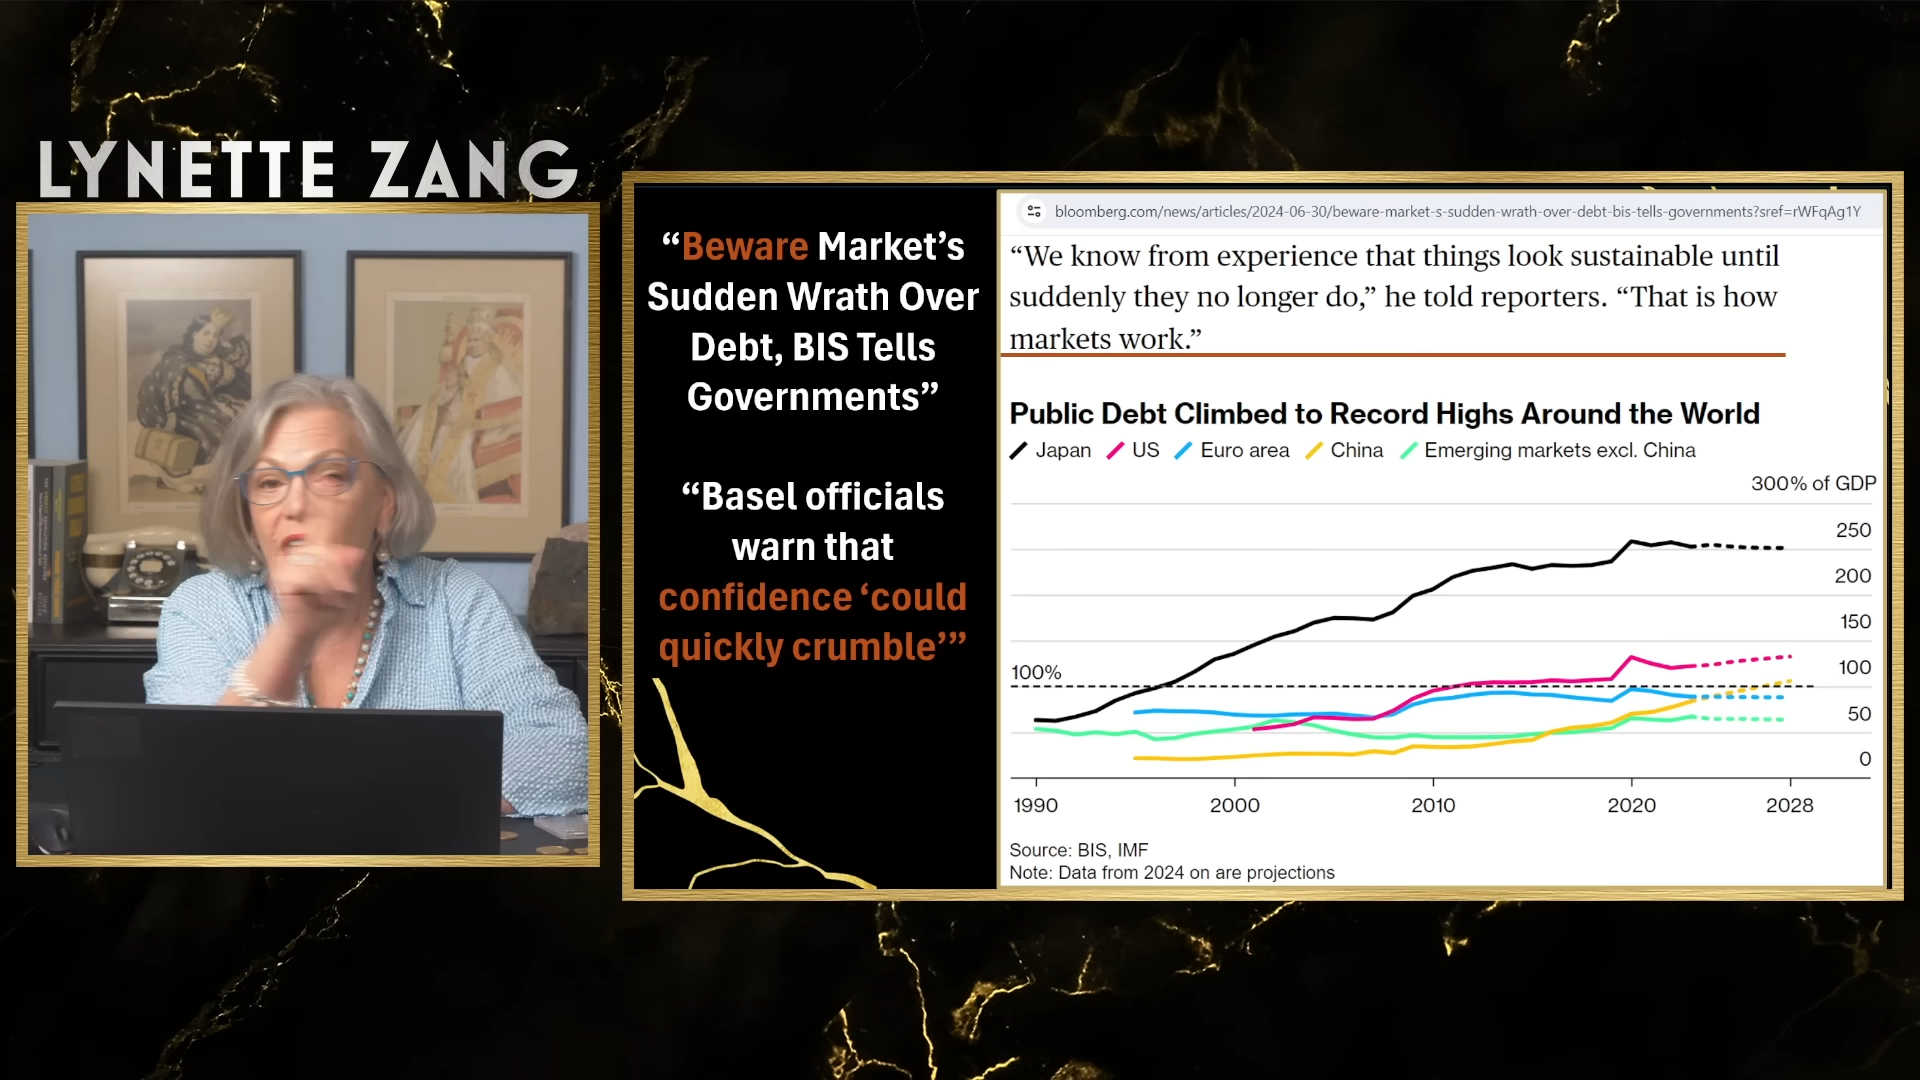 LYNETTE ZANG
“Beware Market’s
Sudden Wrath Over
Debt, BIS Tells
Governments”
“Basel officials
warn that
confidence ‘could
quickly crumble’”
bloomberg.com/news/articles/2024-06-30/beware-market-s-sudden-wrath-over-debt-bis-tells-governments?sref=rWFqAg1Y
“We know from experience that things look sustainable until
suddenly they no longer do,” he told reporters. “That is how
markets work.”
Public Debt Climbed to Record Highs Around the World
Japan US Euro area China Emerging markets excl. China
300% of GDP
250
200
150
100%
100
50
0
1990 2000 2010 2020 2028
Source: BIS, IMF
Note: Data from 2024 on are projections